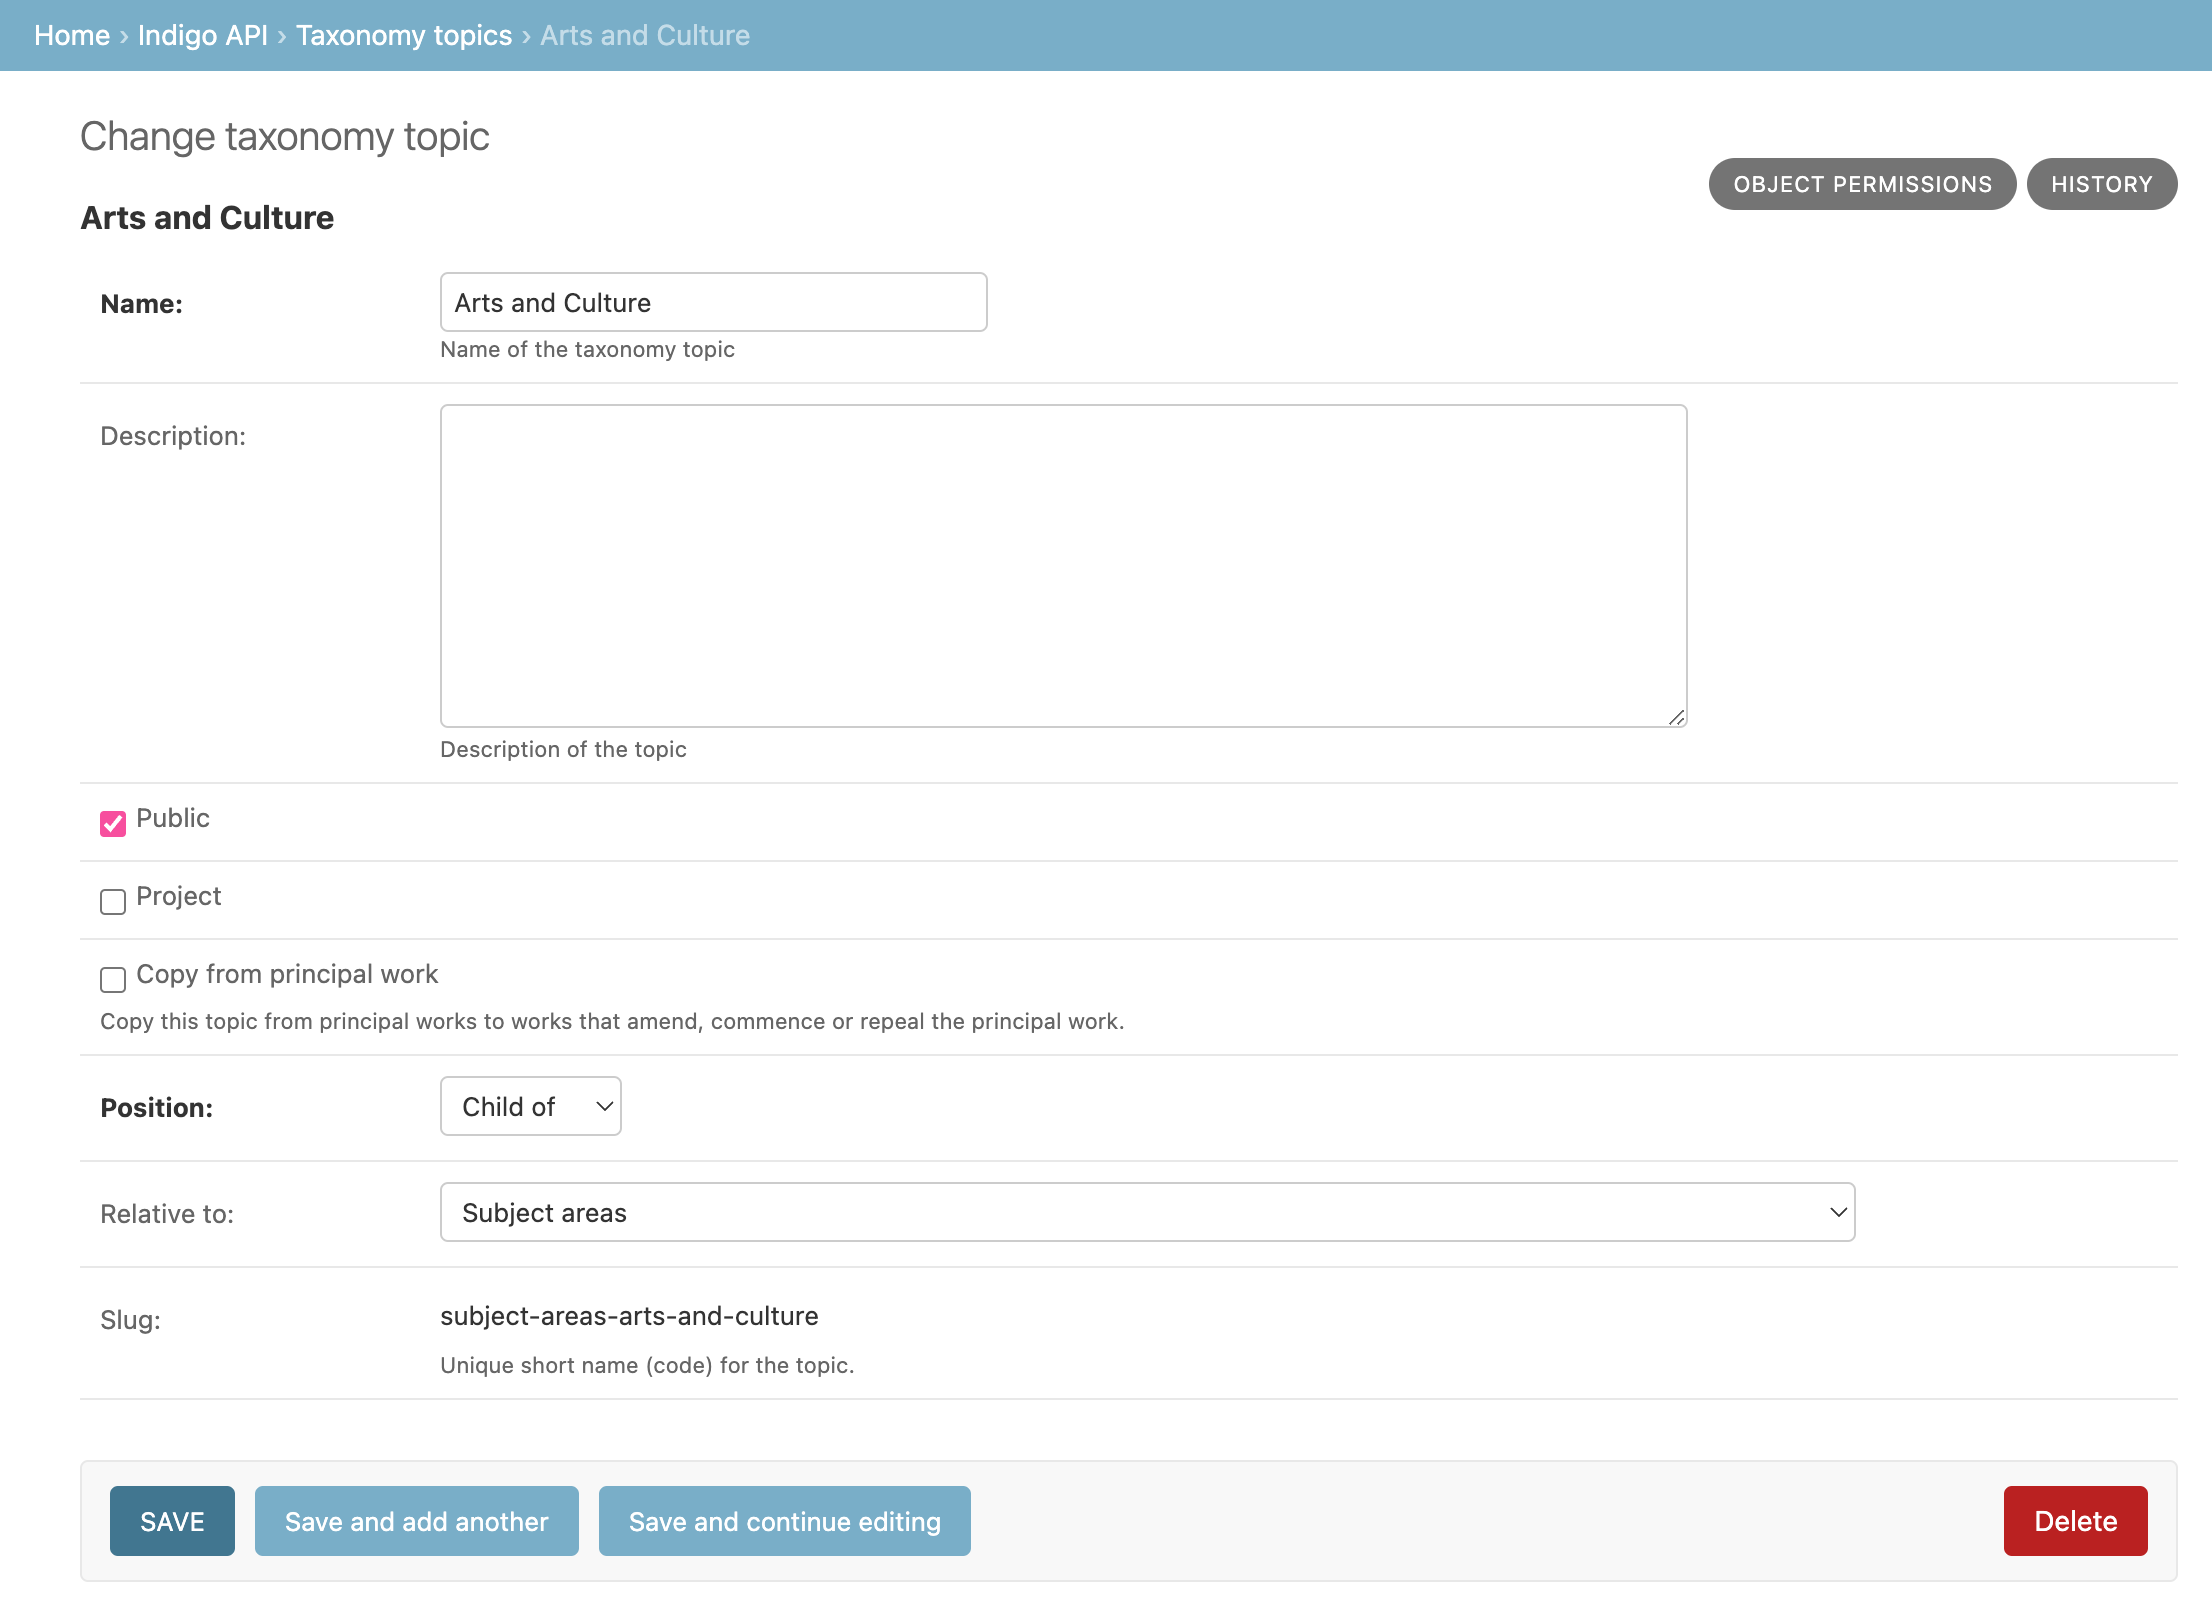 Home › Indigo API › Taxonomy topics › Arts and Culture
Change taxonomy topic
OBJECT PERMISSIONS
HISTORY
Arts and Culture
Name:
Arts and Culture
Name of the taxonomy topic
Description:
Description of the topic
Public
Project
Copy from principal work
Copy this topic from principal works to works that amend, commence or repeal the principal work.
Position:
Child of
Relative to:
Subject areas
Slug:
subject-areas-arts-and-culture
Unique short name (code) for the topic.
SAVE
Save and add another
Save and continue editing
Delete